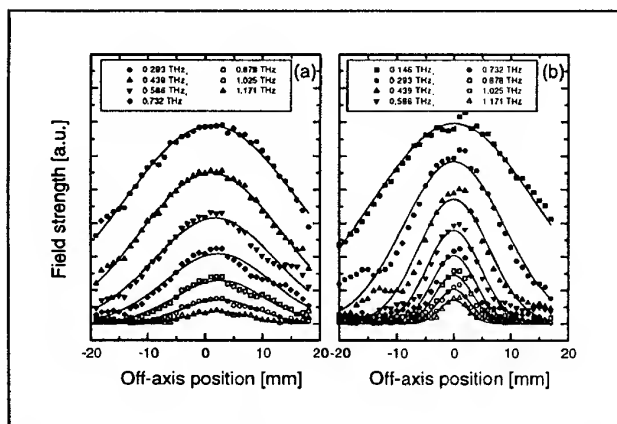 (a)
0.293 THz, 0.878 THz
0.439 THz, 1.025 THz
0.586 THz, 1.171 THz
0.732 THz
(b)
0.146 THz, 0.732 THz
0.293 THz, 0.878 THz
0.439 THz, 1.025 THz
0.586 THz, 1.171 THz
Field strength [a.u.]
-20 -10 0 10 20
-20 -10 0 10 20
Off-axis position [mm]
Off-axis position [mm]